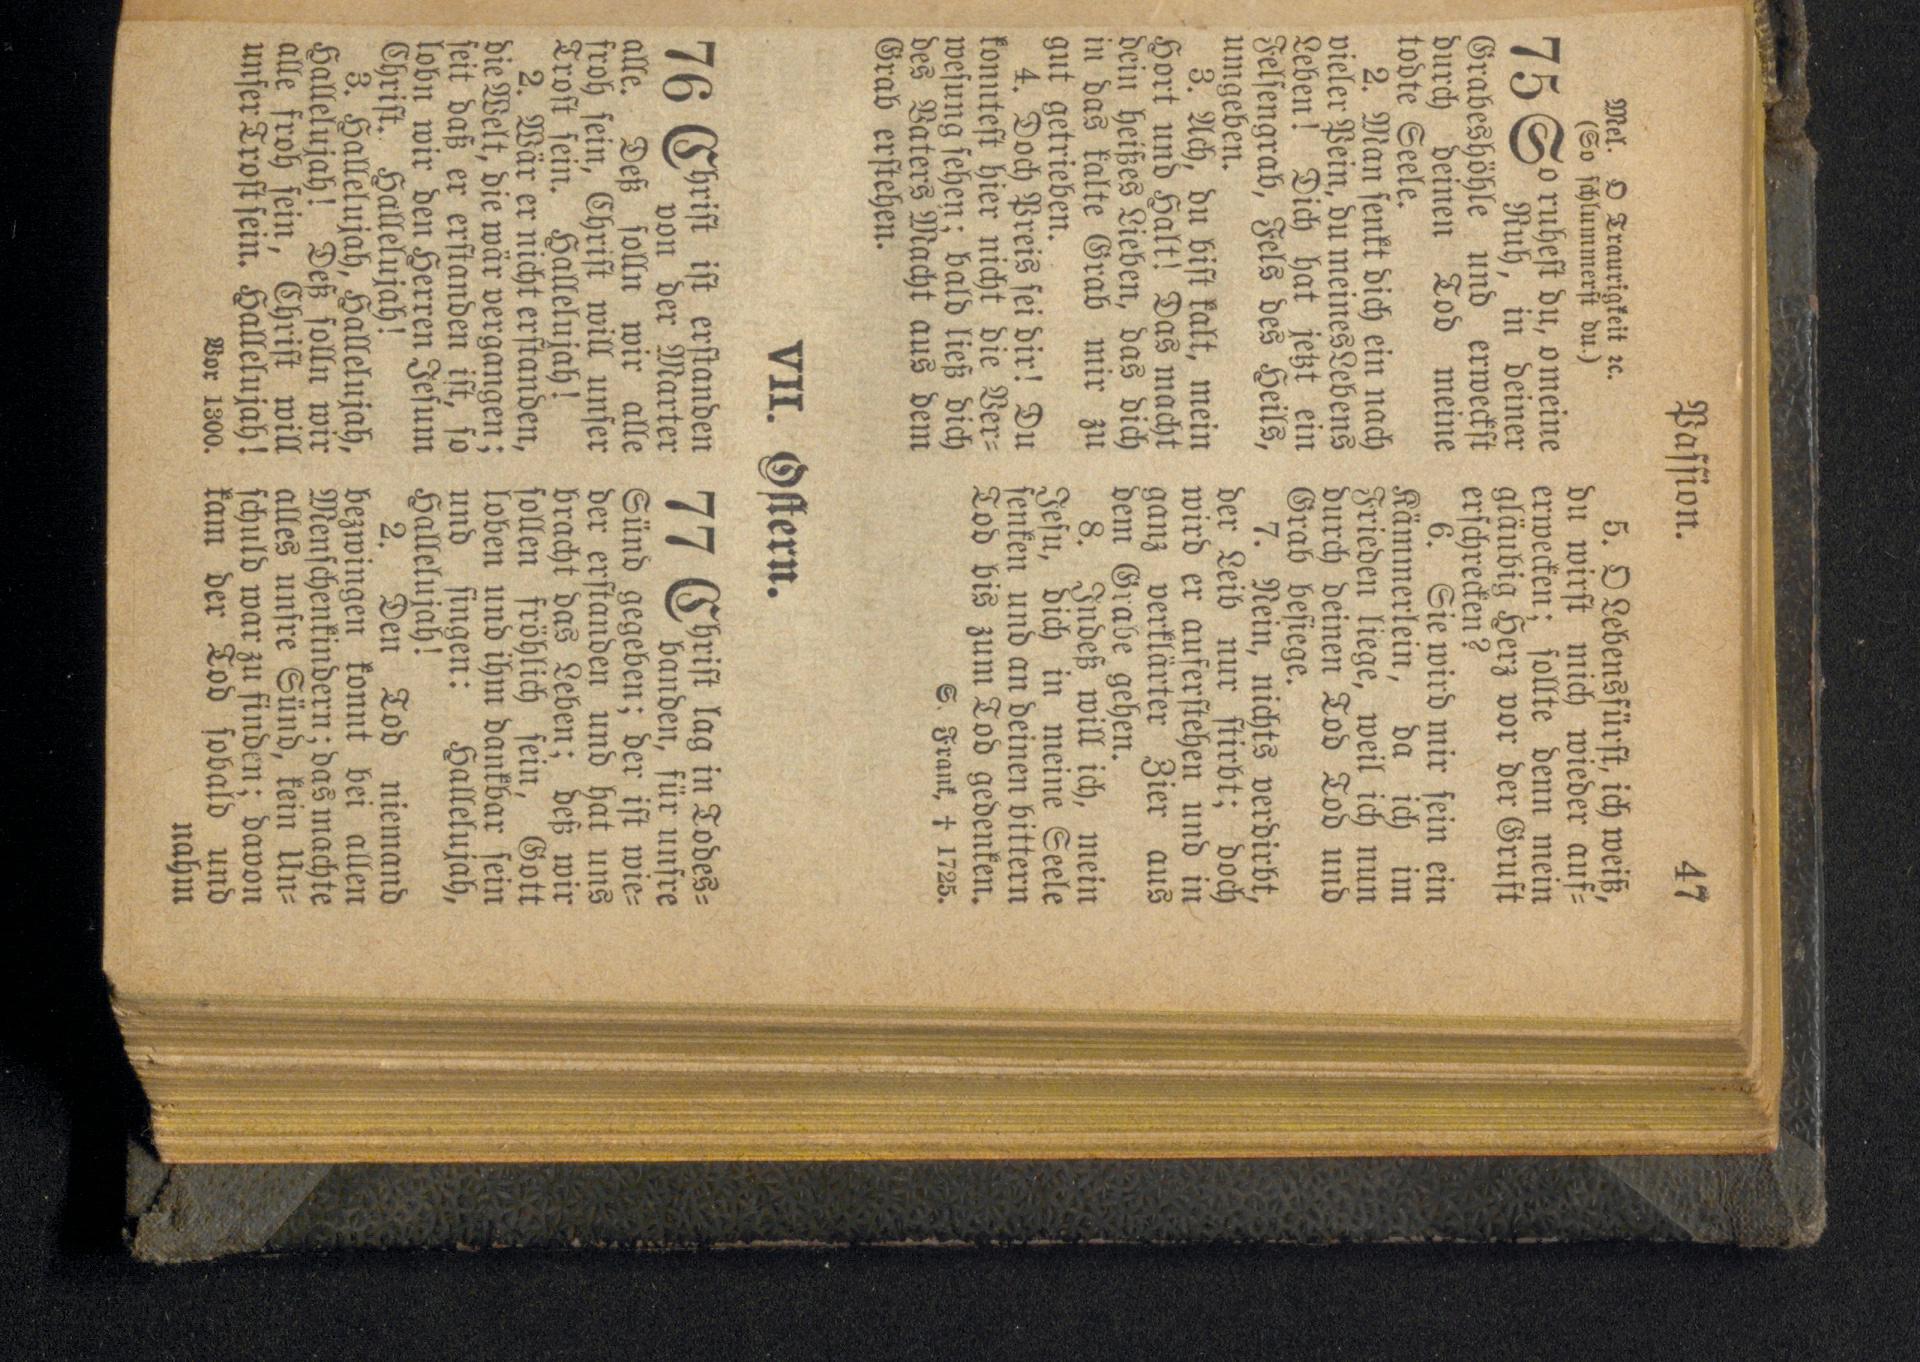 Passion. 47
Mel. O Traurigkeit ꝛc.
(So schlummerst du.)
75 So ruhest du, o meine
Ruh, in deiner
Grabeshöhle und erweckst
durch deinen Tod meine
todte Seele.
2. Man senkt dich ein nach
vieler Pein, du meines Lebens
Leben! Dich hat jetzt ein
Felsengrab, Fels des Heils,
umgeben.
3. Ach, du bist kalt, mein
Hort und Halt! Das macht
dein heißes Lieben, das dich
in das kalte Grab mir zu
gut getrieben.
4. Doch Preis sei dir! Du
konntest hier nicht die Ver-
wesung sehen; bald ließ dich
des Vaters Macht aus dem
Grab erstehen.
5. O Lebensfürst, ich weiß,
du wirst mich wieder auf-
erwecken; sollte denn mein
gläubig Herz vor der Gruft
erschrecken?
6. Sie wird mir sein ein
Kämmerlein, da ich im
Frieden liege, weil ich nun
durch deinen Tod Tod und
Grab besiege.
7. Nein, nichts verdirbt,
der Leib nur stirbt; doch
wird er auferstehen und in
ganz verklärter Zier aus
dem Grabe gehen.
8. Indeß will ich, mein
Jesu, dich in meine Seele
senken und an deinen bittern
Tod bis zum Tod gedenken.
S. Frank, † 1725.
VII. Ostern.
76 Christ ist erstanden
von der Marter
alle. Deß solln wir alle
froh sein, Christ will unser
Trost sein. Hallelujah!
2. Wär er nicht erstanden,
die Welt, die wär vergangen;
seit daß er erstanden ist, so
lobn wir den Herren Jesum
Christ. Hallelujah!
3. Hallelujah, Hallelujah,
Hallelujah! Deß solln wir
alle froh sein, Christ will
unser Trost sein. Hallelujah!
Vor 1300.
77 Christ lag in Todes-
banden, für unsre
Sünd gegeben; der ist wie-
der erstanden und hat uns
bracht das Leben; deß wir
sollen fröhlich sein, Gott
loben und ihm dankbar sein
und singen: Hallelujah,
Hallelujah!
2. Den Tod niemand
bezwingen konnt bei allen
Menschenkindern; das machte
alles unsre Sünd, kein Un-
schuld war zu finden; davon
kam der Tod sobald und
nahm